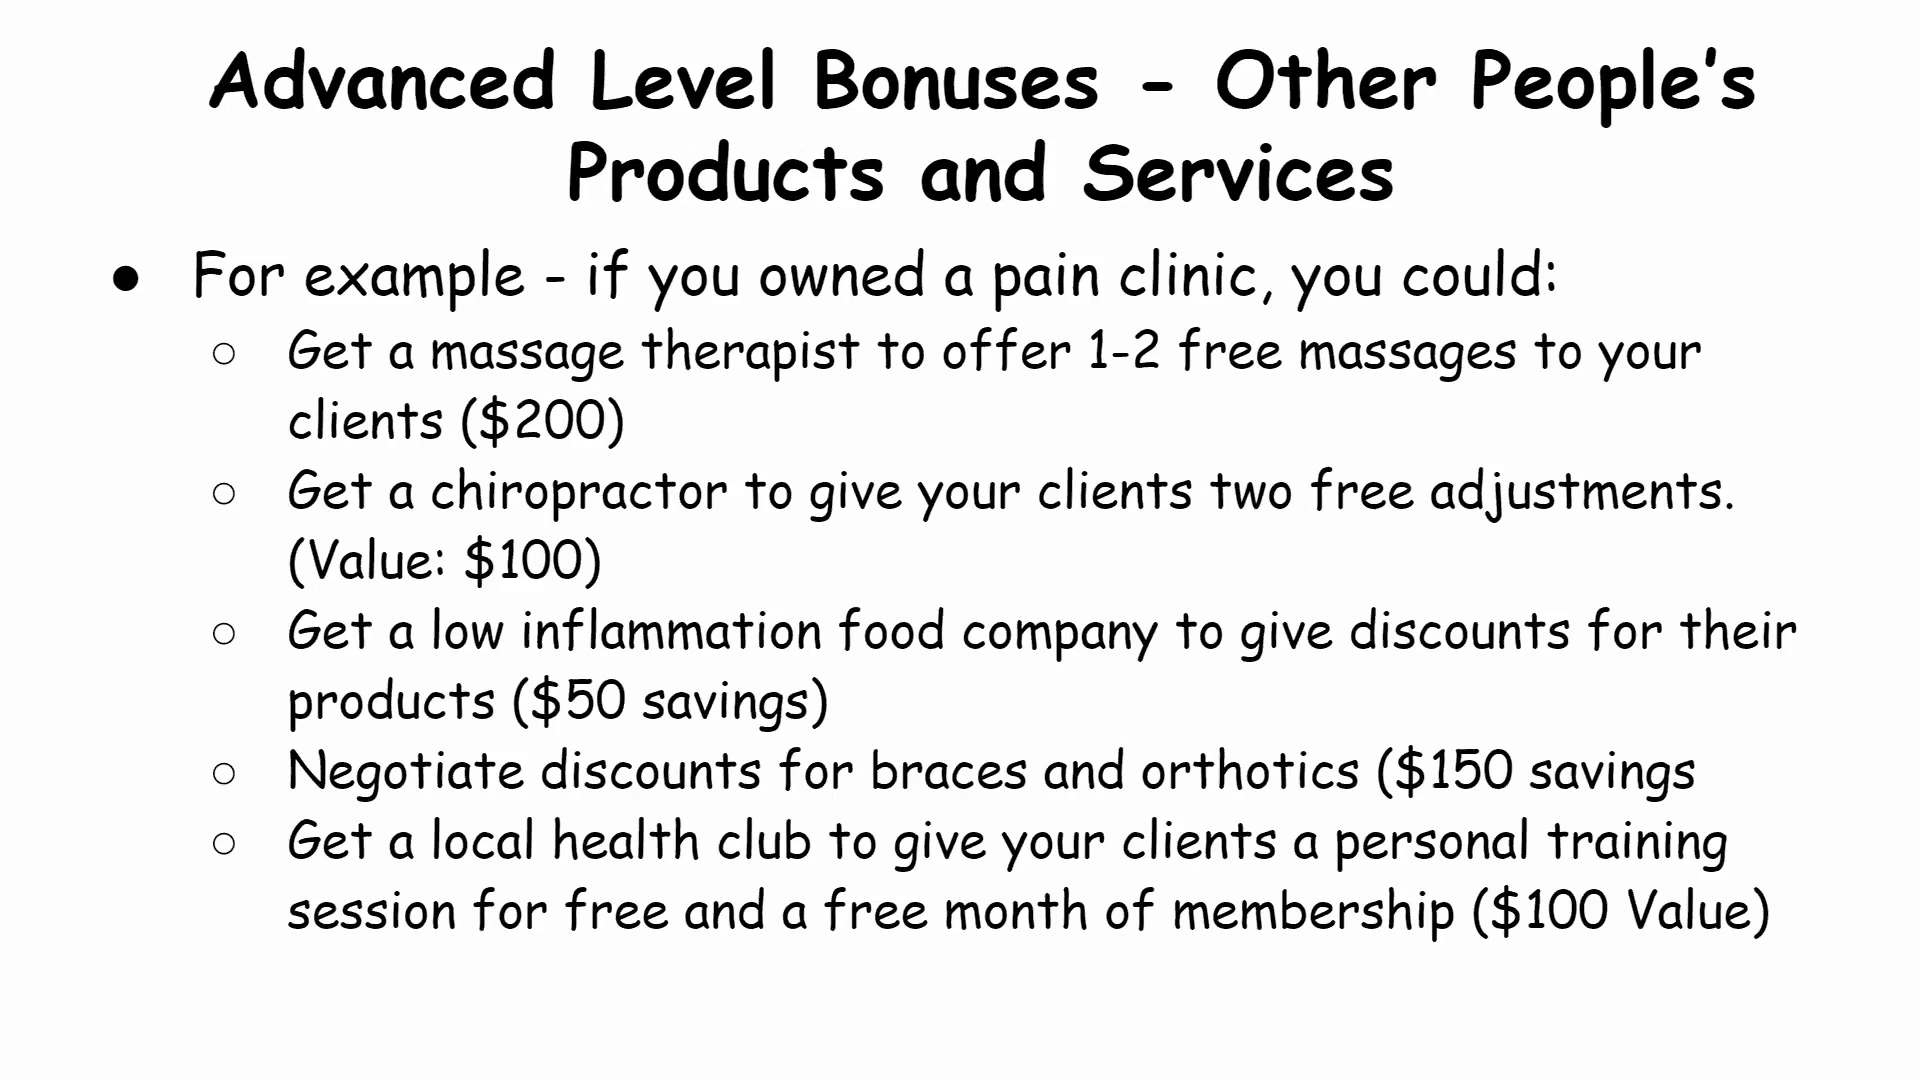 Advanced Level Bonuses - Other People's
Products and Services
● For example - if you owned a pain clinic, you could:
○ Get a massage therapist to offer 1-2 free massages to your
clients ($200)
○ Get a chiropractor to give your clients two free adjustments.
(Value: $100)
○ Get a low inflammation food company to give discounts for their
products ($50 savings)
○ Negotiate discounts for braces and orthotics ($150 savings
○ Get a local health club to give your clients a personal training
session for free and a free month of membership ($100 Value)